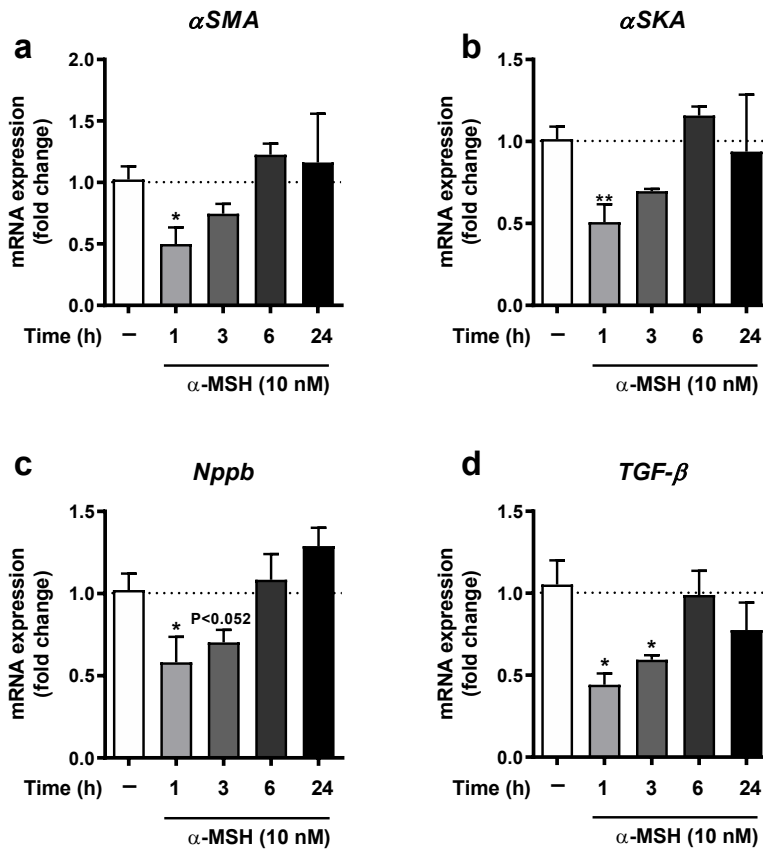 a
αSMA
mRNA expression
(fold change)
2.0
1.5
1.0
0.5
0.0
*
Time (h) – 1 3 6 24
α-MSH (10 nM)
b
αSKA
mRNA expression
(fold change)
1.5
1.0
0.5
0.0
**
Time (h) – 1 3 6 24
α-MSH (10 nM)
c
Nppb
mRNA expression
(fold change)
1.5
1.0
0.5
0.0
*
P<0.052
Time (h) – 1 3 6 24
α-MSH (10 nM)
d
TGF-β
mRNA expression
(fold change)
1.5
1.0
0.5
0.0
* *
Time (h) – 1 3 6 24
α-MSH (10 nM)